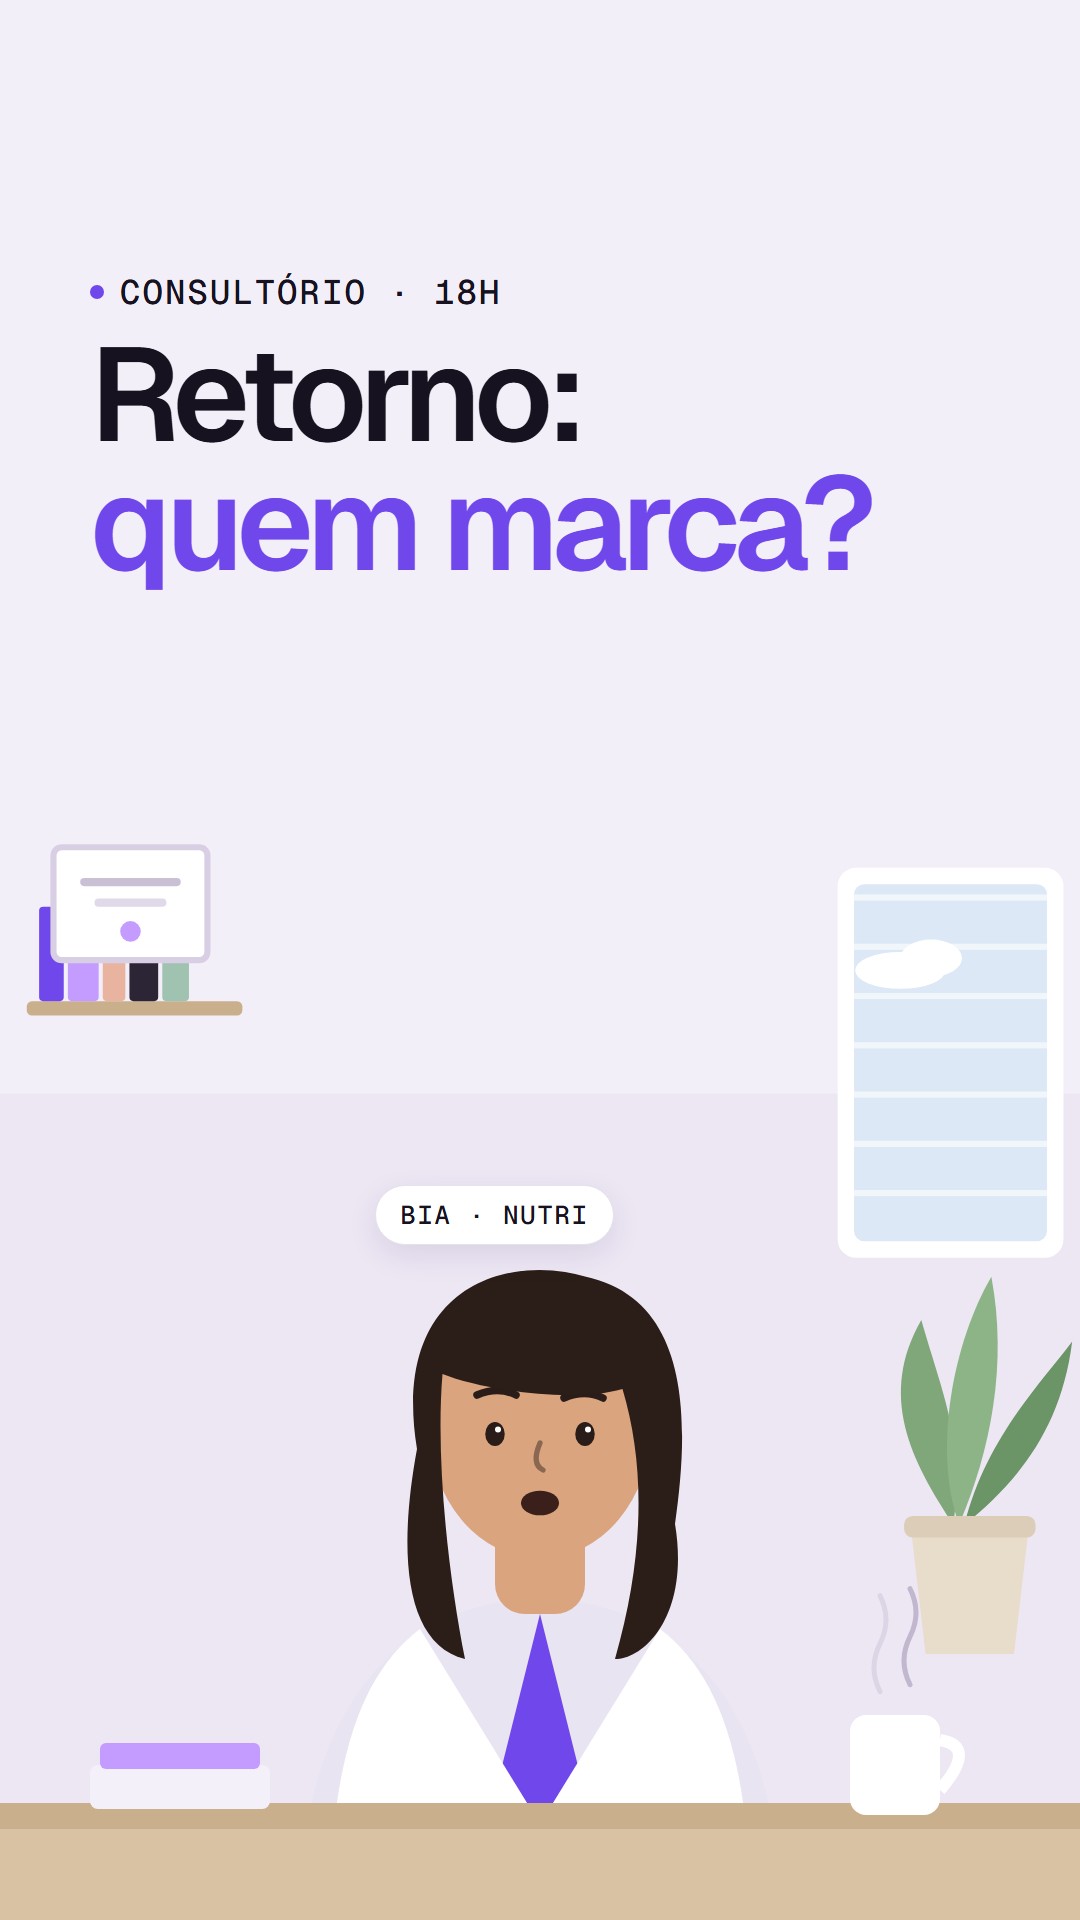 CONSULTÓRIO · 18H
Retorno:
quem marca?
BIA · NUTRI